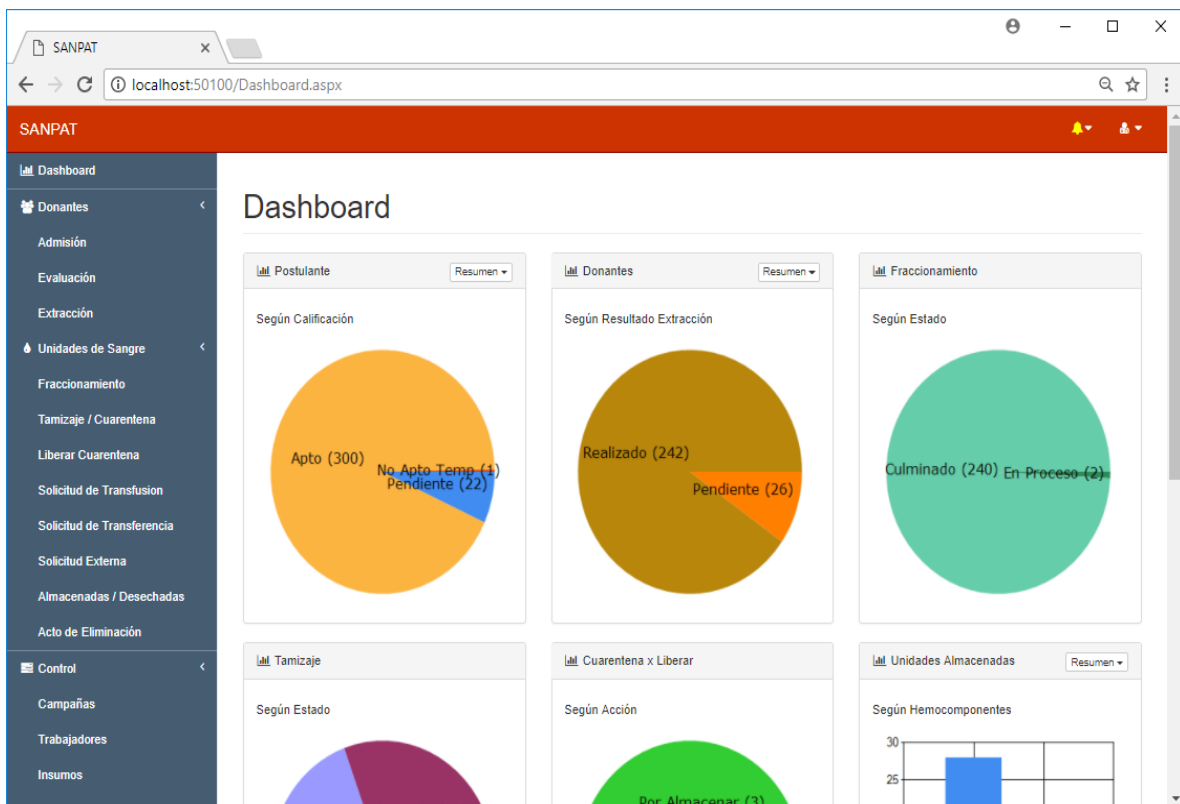 SANPAT
localhost:50100/Dashboard.aspx
SANPAT
Dashboard
Donantes
Admisión
Evaluación
Extracción
Unidades de Sangre
Fraccionamiento
Tamizaje / Cuarentena
Liberar Cuarentena
Solicitud de Transfusion
Solicitud de Transferencia
Solicitud Externa
Almacenadas / Desechadas
Acto de Eliminación
Control
Campañas
Trabajadores
Insumos
Dashboard
Postulante
Resumen
Según Calificación
Apto (300)
No Apto Temp (1)
Pendiente (22)
Donantes
Resumen
Según Resultado Extracción
Realizado (242)
Pendiente (26)
Fraccionamiento
Según Estado
Culminado (240)
En Proceso (2)
Tamizaje
Según Estado
Cuarentena x Liberar
Según Acción
Por Almacenar (3)
Unidades Almacenadas
Resumen
Según Hemocomponentes
30
25